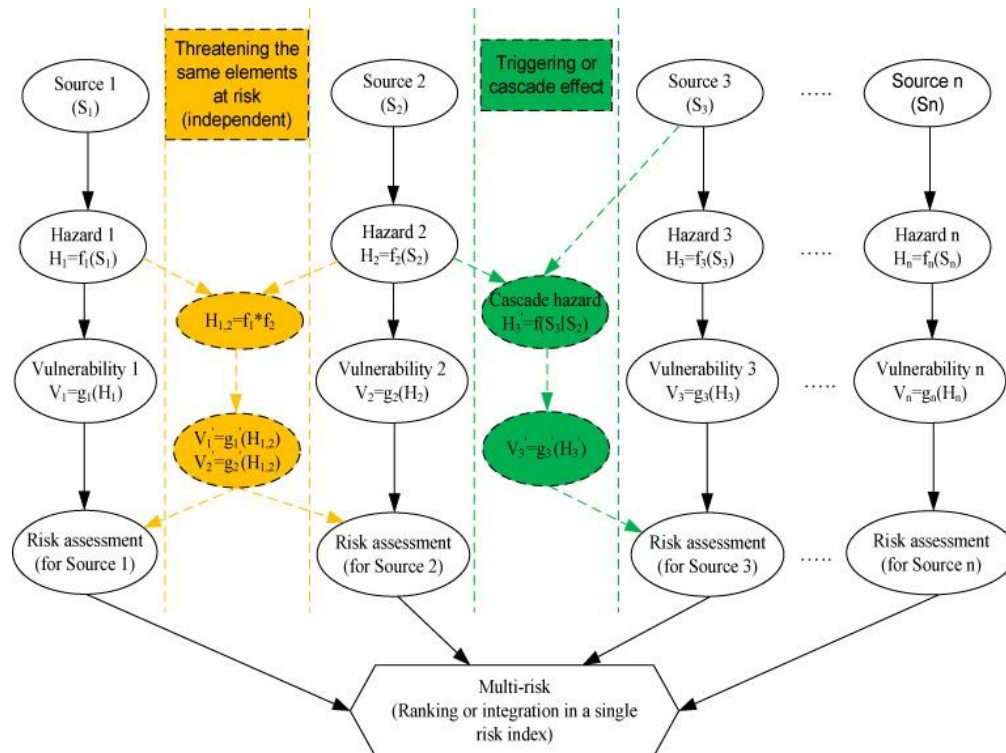 Source 1
(S₁)
Threatening the
same elements
at risk
(independent)
Source 2
(S₂)
Triggering or
cascade effect
Source 3
(S₃)
.....
Source n
(Sn)
Hazard 1
H₁=f₁(S₁)
Hazard 2
H₂=f₂(S₂)
Hazard 3
H₃=f₃(S₃)
.....
Hazard n
Hₙ=fₙ(Sₙ)
H₁,₂=f₁*f₂
Cascade hazard
H₃'=f(S₃|S₂)
Vulnerability 1
V₁=g₁(H₁)
Vulnerability 2
V₂=g₂(H₂)
Vulnerability 3
V₃=g₃(H₃)
.....
Vulnerability n
Vₙ=gₙ(Hₙ)
V₁'=g₁'(H₁,₂)
V₂'=g₂'(H₁,₂)
V₃'=g₃'(H₃')
Risk assessment
(for Source 1)
Risk assessment
(for Source 2)
Risk assessment
(for Source 3)
.....
Risk assessment
(for Source n)
Multi-risk
(Ranking or integration in a single
risk index)